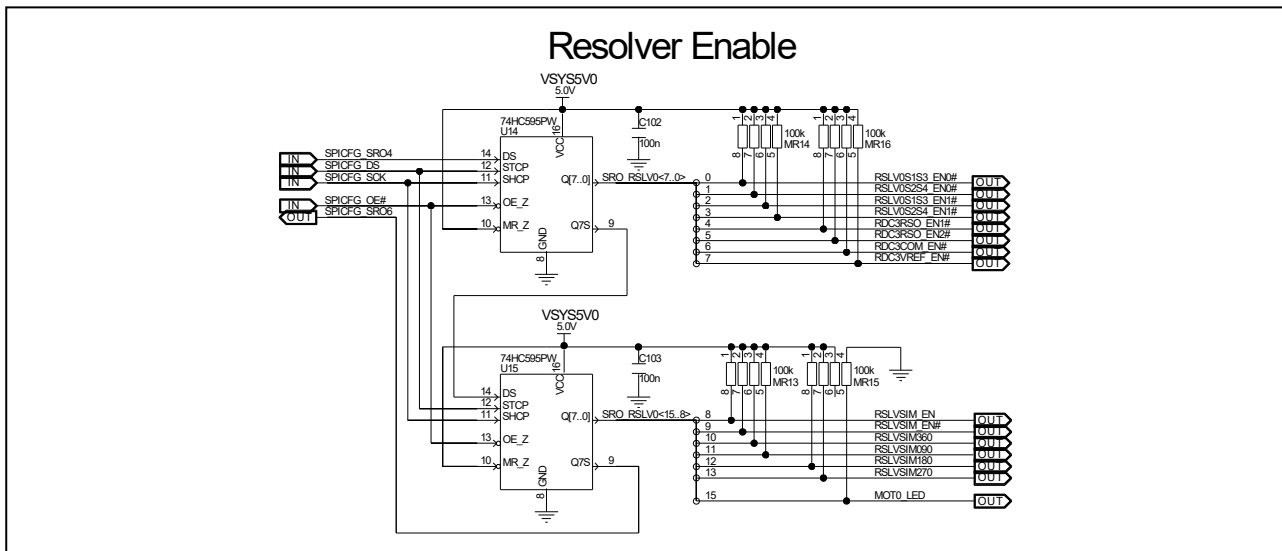 Resolver Enable
VSYS5V0
5.0V
74HC595PW
U14
VCC 16
C102
100n
1 2 3 4
8 7 6 5
100k
MR14
1 2 3 4
8 7 6 5
100k
MR16
IN SPICFG_SRO4 14 DS
IN SPICFG_DS 12 STCP
IN SPICFG_SCK 11 SHCP
Q[7..0] SRO_RSLV0<7..0>
IN SPICFG_OE# 13 OE_Z
OUT SPICFG_SRO6
10 MR_Z
Q7S 9
8 GND
0 RSLV0S1S3_EN0# OUT
1 RSLV0S2S4_EN0# OUT
2 RSLV0S1S3_EN1# OUT
3 RSLV0S2S4_EN1# OUT
4 RDC3RSO_EN1# OUT
5 RDC3RSO_EN2# OUT
6 RDC3COM_EN# OUT
7 RDC3VREF_EN# OUT
VSYS5V0
5.0V
74HC595PW
U15
VCC 16
C103
100n
1 2 3 4
8 7 6 5
100k
MR13
1 2 3 4
8 7 6 5
100k
MR15
14 DS
12 STCP
11 SHCP
Q[7..0] SRO_RSLV0<15..8>
13 OE_Z
10 MR_Z
Q7S 9
8 GND
8 RSLVSIM_EN OUT
9 RSLVSIM_EN# OUT
10 RSLVSIM360 OUT
11 RSLVSIM090 OUT
12 RSLVSIM180 OUT
13 RSLVSIM270 OUT
15 MOT0_LED OUT